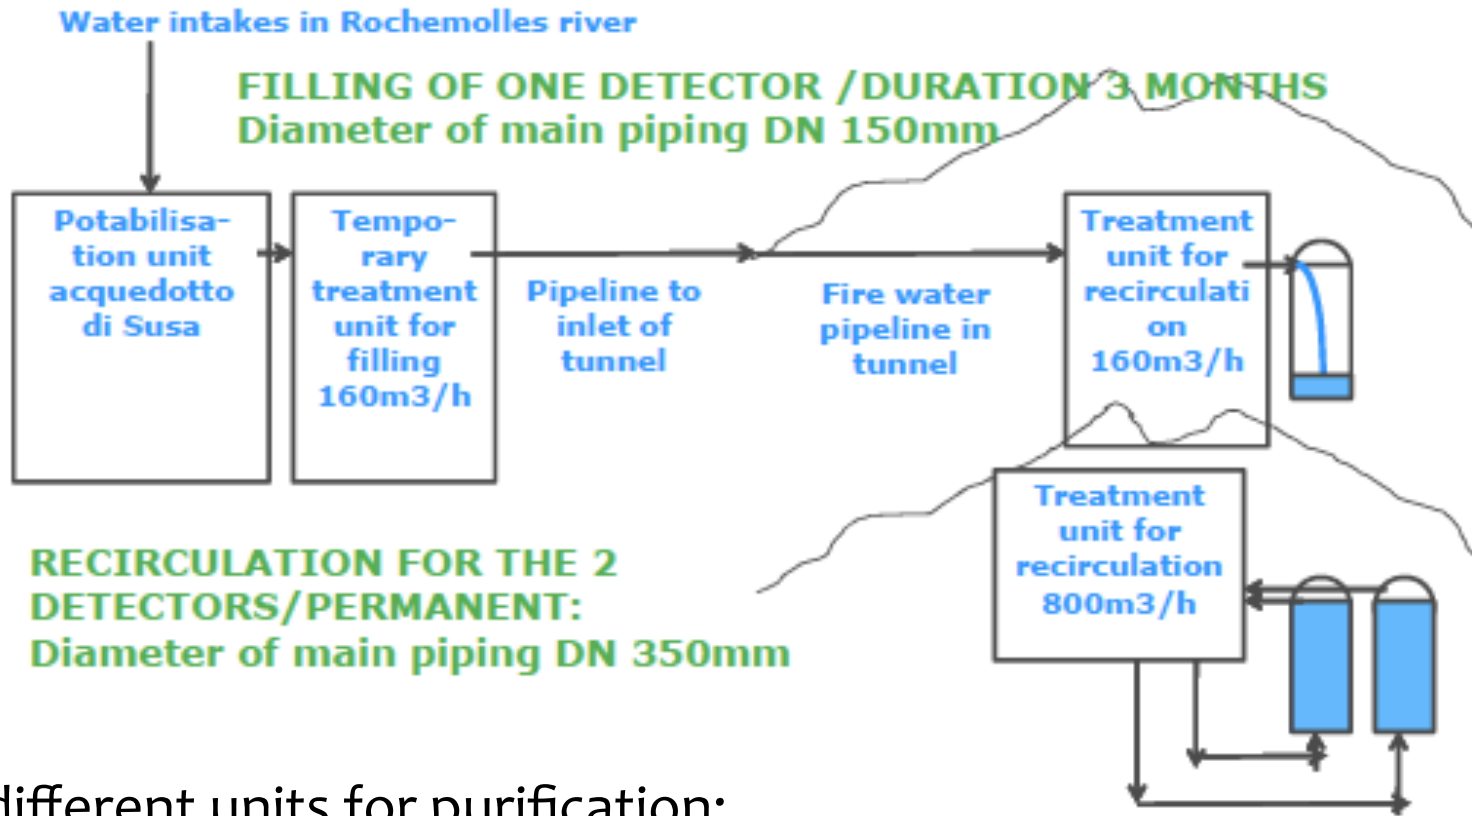 Water intakes in Rochemolles river
FILLING OF ONE DETECTOR /DURATION 3 MONTHS
Diameter of main piping DN 150mm
Potabilisa-
tion unit
acquedotto
di Susa
Tempo-
rary
treatment
unit for
filling
160m3/h
Pipeline to
inlet of
tunnel
Fire water
pipeline in
tunnel
Treatment
unit for
recirculati
on
160m3/h
RECIRCULATION FOR THE 2
DETECTORS/PERMANENT:
Diameter of main piping DN 350mm
Treatment
unit for
recirculation
800m3/h
different units for purification: